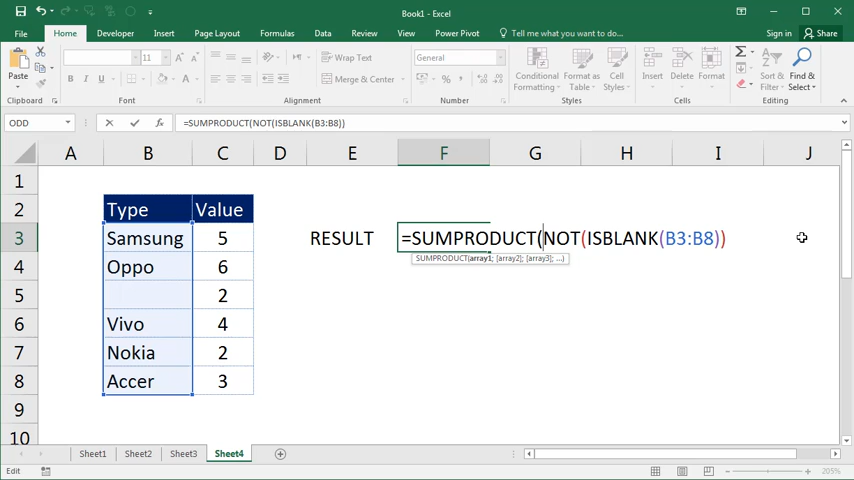 Book1 - Excel
Sign in
Share
File Home Developer Insert Page Layout Formulas Data Review View Power Pivot Tell me what you want to do...
Paste
11 A A
Wrap Text
General
B I U
Merge & Center
% ,
Conditional Formatting
Format as Table
Cell Styles
Insert Delete Format
Sort & Filter
Find & Select
Clipboard Font Alignment Number Styles Cells Editing
ODD fx =SUMPRODUCT(NOT(ISBLANK(B3:B8))
A B C D E F G H I J
1
2 Type Value
3 Samsung 5 RESULT =SUMPRODUCT(NOT(ISBLANK(B3:B8))
SUMPRODUCT(array1; [array2]; [array3]; ...)
4 Oppo 6
5 2
6 Vivo 4
7 Nokia 2
8 Accer 3
9
10
Sheet1 Sheet2 Sheet3 Sheet4
Edit 205%